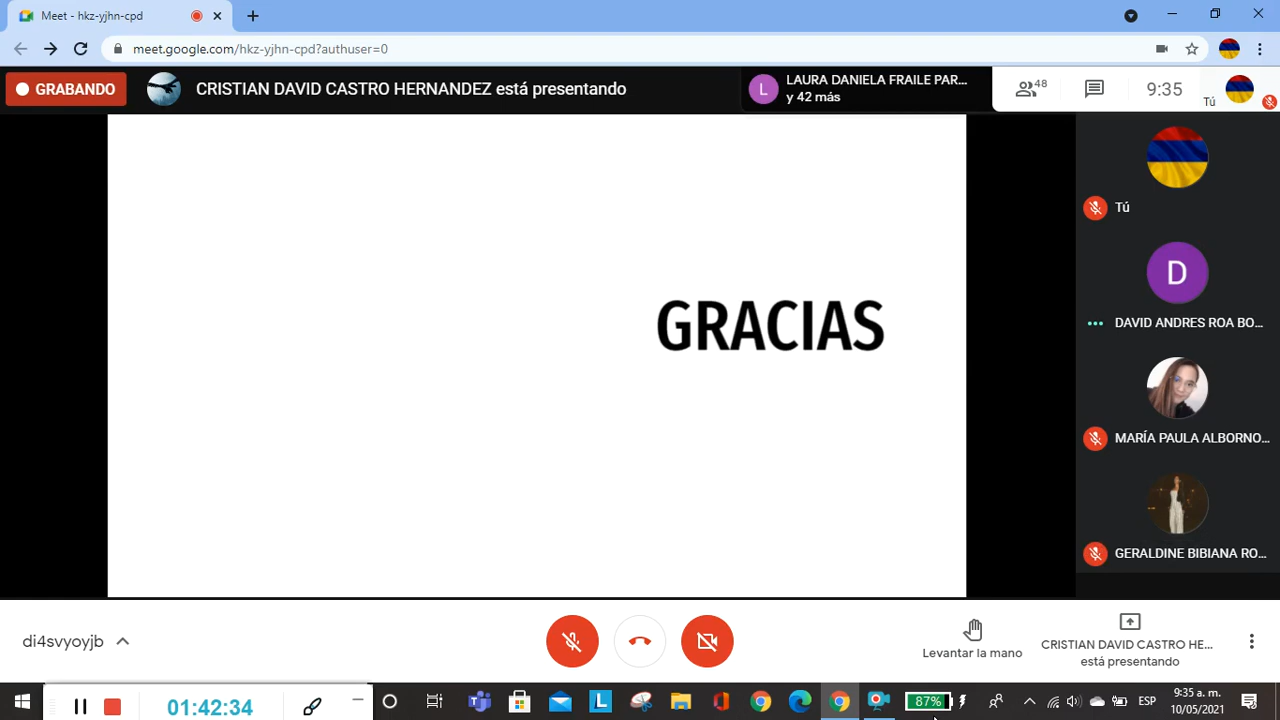 Meet - hkz-yjhn-cpd
meet.google.com/hkz-yjhn-cpd?authuser=0
GRABANDO
CRISTIAN DAVID CASTRO HERNANDEZ está presentando
LAURA DANIELA FRAILE PAR...
y 42 más
48
9:35
Tú
GRACIAS
Tú
D
DAVID ANDRES ROA BO...
MARÍA PAULA ALBORNO...
GERALDINE BIBIANA RO...
di4svyoyjb
Levantar la mano
CRISTIAN DAVID CASTRO HE...
está presentando
01:42:34
87%
ESP
9:35 a. m.
10/05/2021
L
L